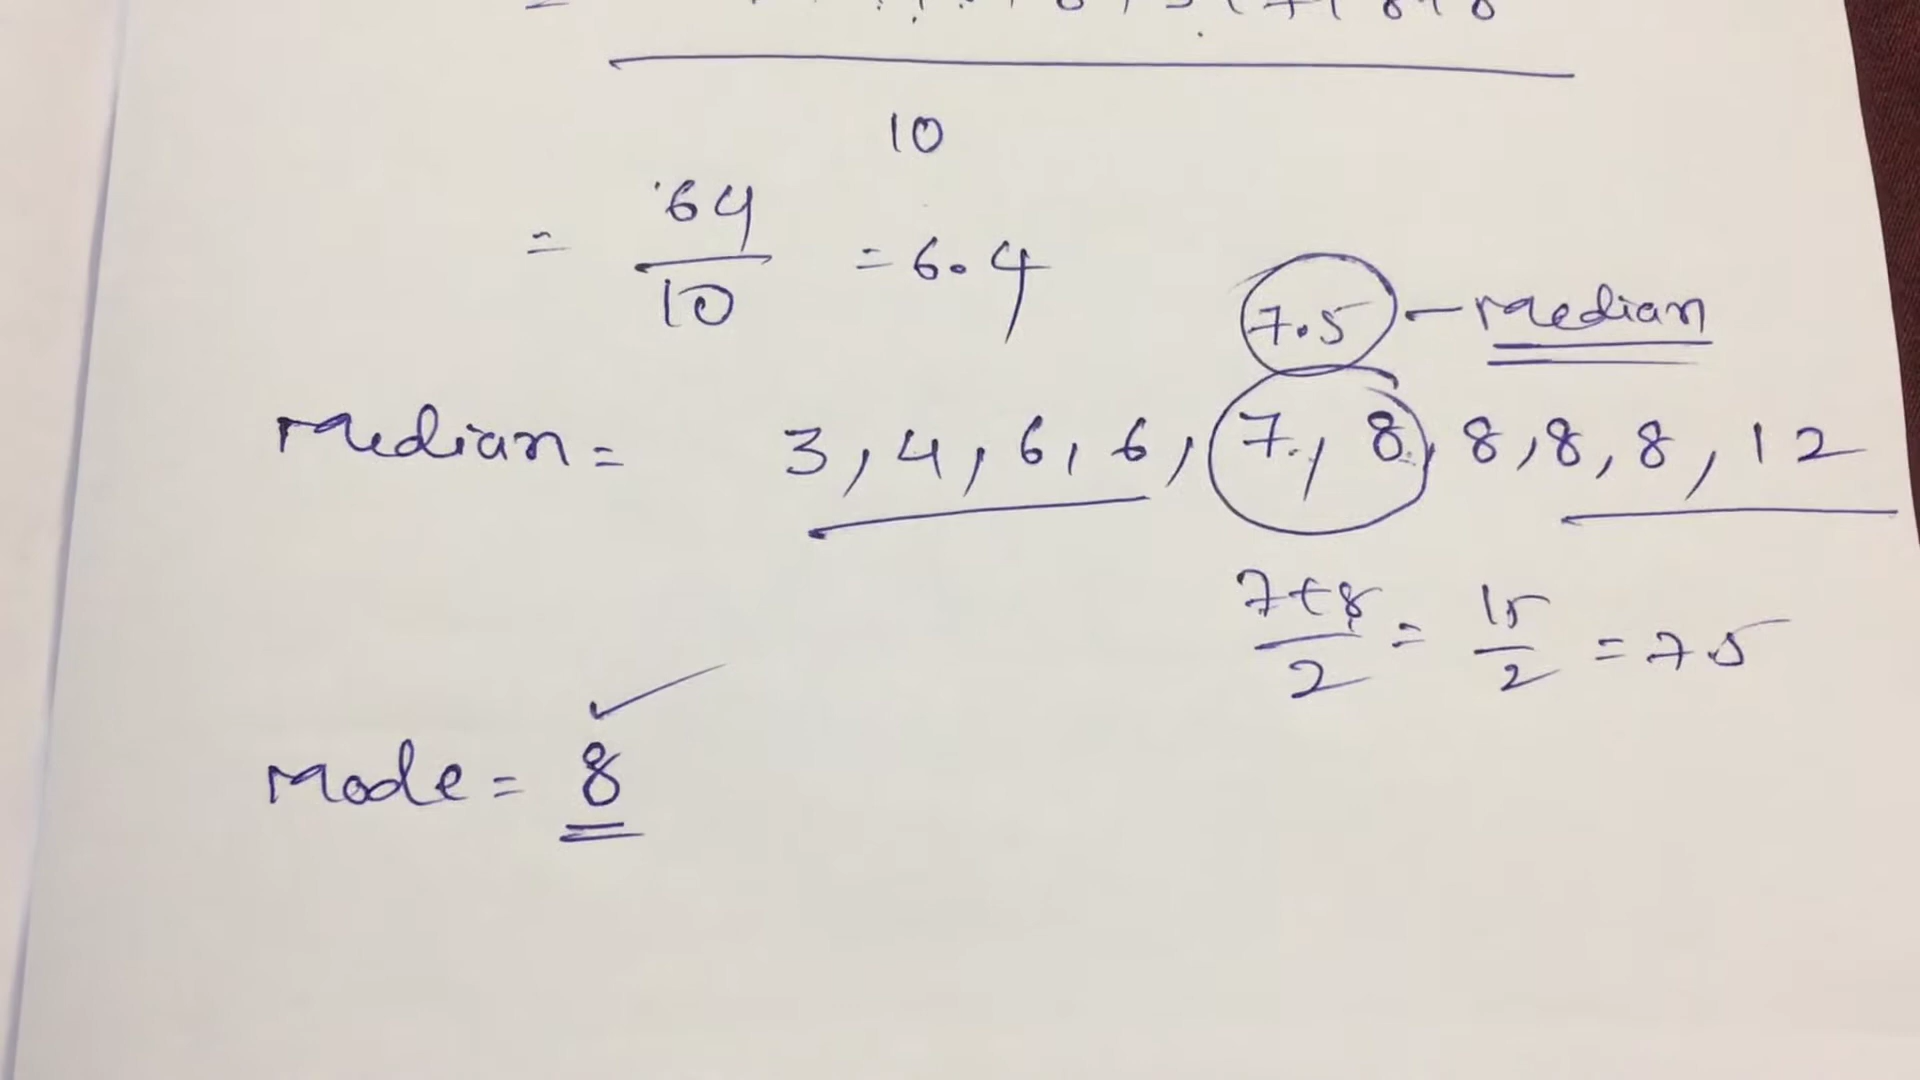 10
= 64/10 = 6.4
7.5 - median
median = 3, 4, 6, 6, 7, 8, 8, 8, 8, 12
7+8/2 = 15/2 = 7.5
mode = 8